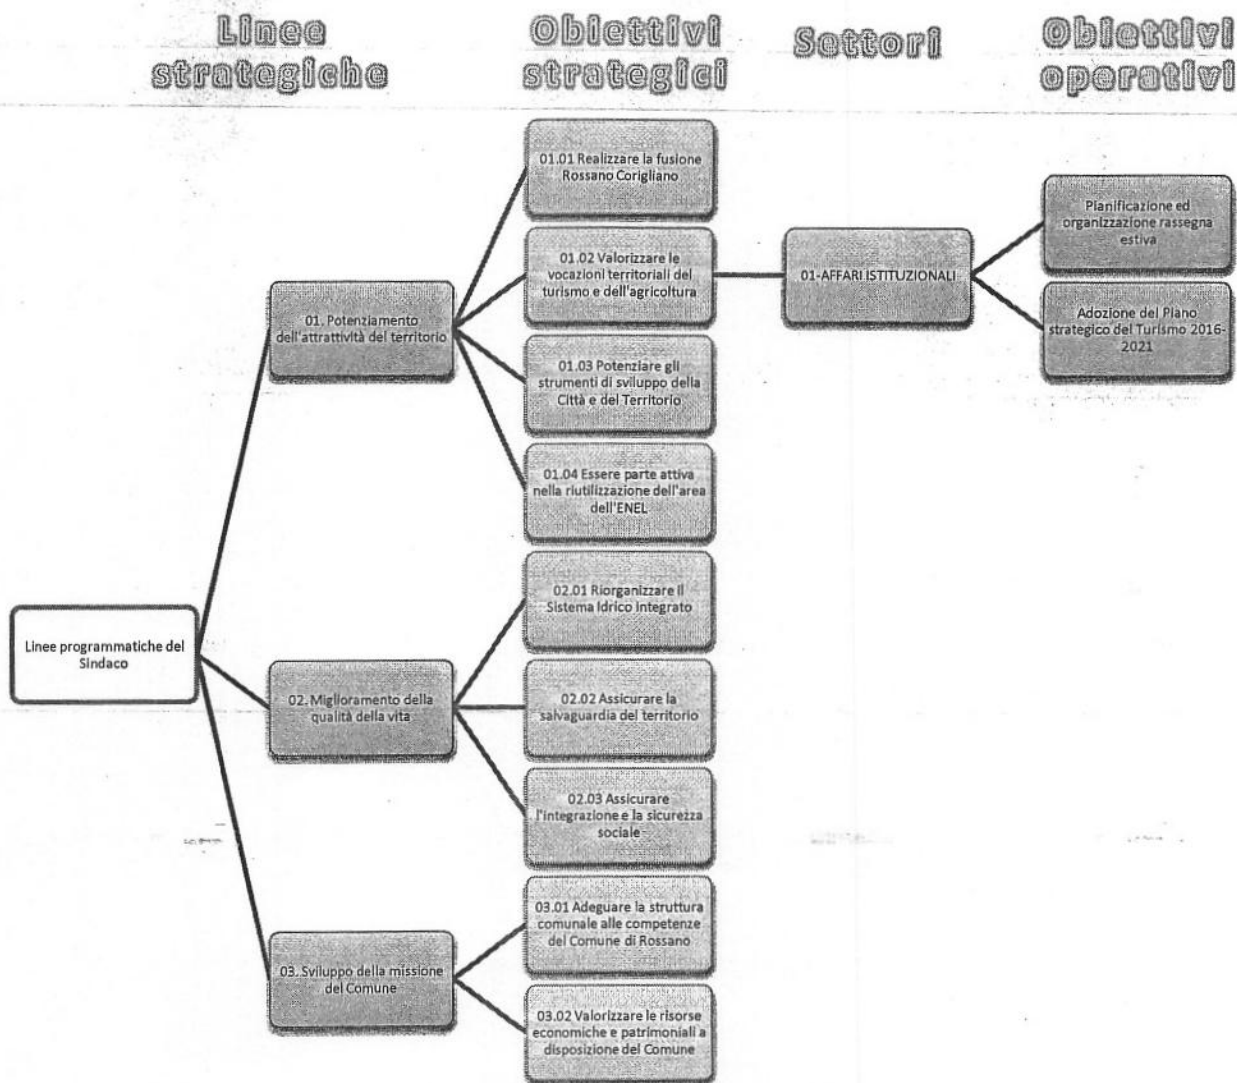 Linee
strategiche
Obiettivi
strategici
Settori
Obiettivi
operativi
Linee programmatiche del
Sindaco
01. Potenziamento
dell'attrattività del territorio
01.01 Realizzare la fusione
Rossano Corigliano
01.02 Valorizzare le
vocazioni territoriali del
turismo e dell'agricoltura
01-AFFARI ISTITUZIONALI
Planificazione ed
organizzazione rassegna
estiva
Adozione del Piano
strategico del Turismo 2016-
2021
01.03 Potenziare gli
strumenti di sviluppo della
Città e del Territorio
01.04 Essere parte attiva
nella riutilizzazione dell'area
dell'ENEL
02. Miglioramento della
qualità della vita
02.01 Riorganizzare il
Sistema Idrico Integrato
02.02 Assicurare la
salvaguardia del territorio
02.03 Assicurare
l'integrazione e la sicurezza
sociale
03. Sviluppo della missione
del Comune
03.01 Adeguare la struttura
comunale alle competenze
del Comune di Rossano
03.02 Valorizzare le risorse
economiche e patrimoniali a
disposizione del Comune